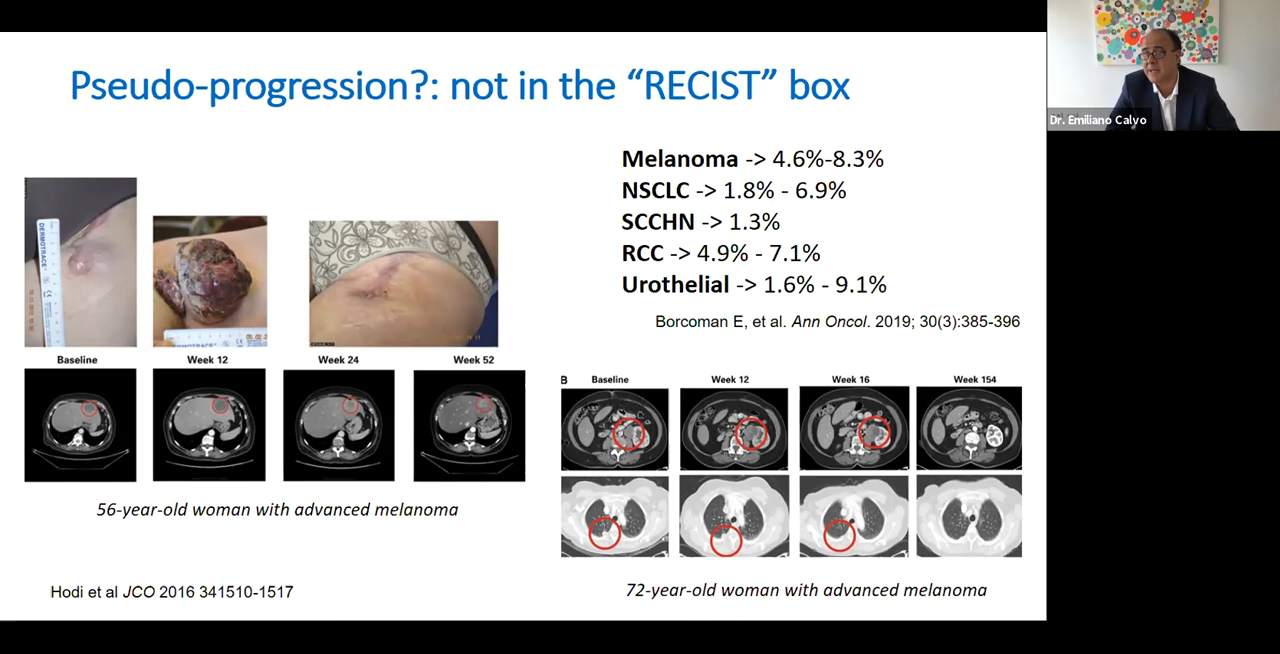 Pseudo-progression?: not in the “RECIST” box
Dr. Emiliano Calvo
Melanoma -> 4.6%-8.3%
NSCLC -> 1.8% - 6.9%
SCCHN -> 1.3%
RCC -> 4.9% - 7.1%
Urothelial -> 1.6% - 9.1%
Borcoman E, et al. Ann Oncol. 2019; 30(3):385-396
DERMOTRACE
Baseline
Week 12
Week 24
Week 52
56-year-old woman with advanced melanoma
Hodi et al JCO 2016 341510-1517
B
Baseline
Week 12
Week 16
Week 154
72-year-old woman with advanced melanoma